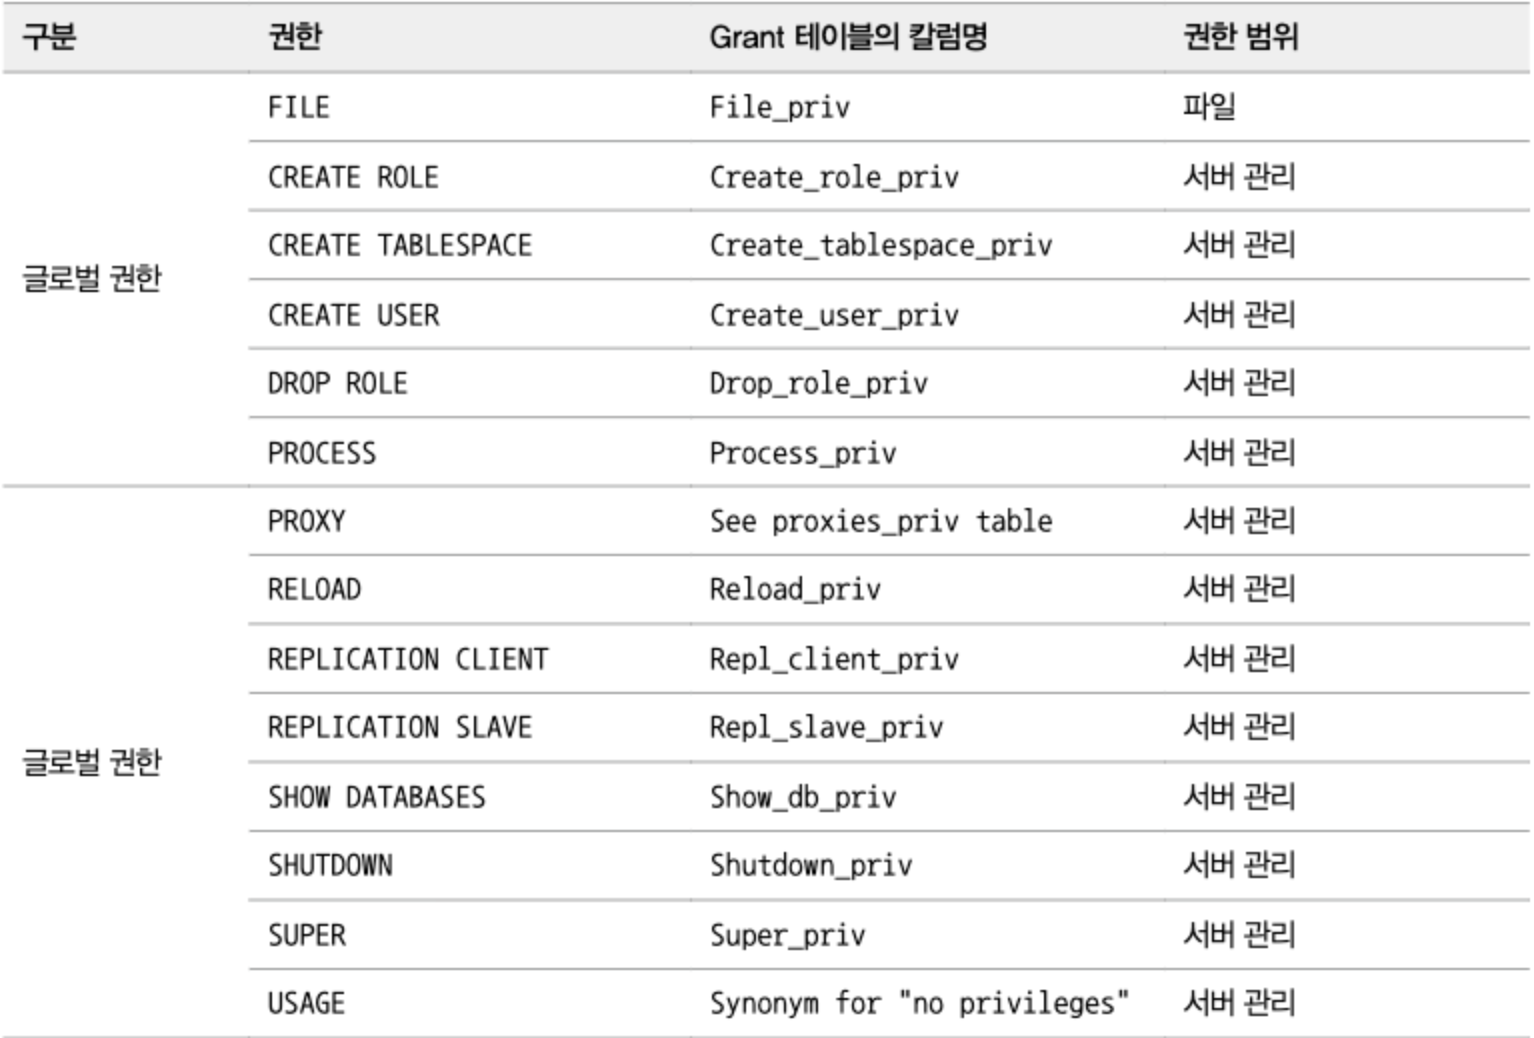 구분 권한 Grant 테이블의 칼럼명 권한 범위
FILE File_priv 파일
CREATE ROLE Create_role_priv 서버 관리
CREATE TABLESPACE Create_tablespace_priv 서버 관리
글로벌 권한
CREATE USER Create_user_priv 서버 관리
DROP ROLE Drop_role_priv 서버 관리
PROCESS Process_priv 서버 관리
PROXY See proxies_priv table 서버 관리
RELOAD Reload_priv 서버 관리
REPLICATION CLIENT Repl_client_priv 서버 관리
REPLICATION SLAVE Repl_slave_priv 서버 관리
글로벌 권한
SHOW DATABASES Show_db_priv 서버 관리
SHUTDOWN Shutdown_priv 서버 관리
SUPER Super_priv 서버 관리
USAGE Synonym for "no privileges" 서버 관리